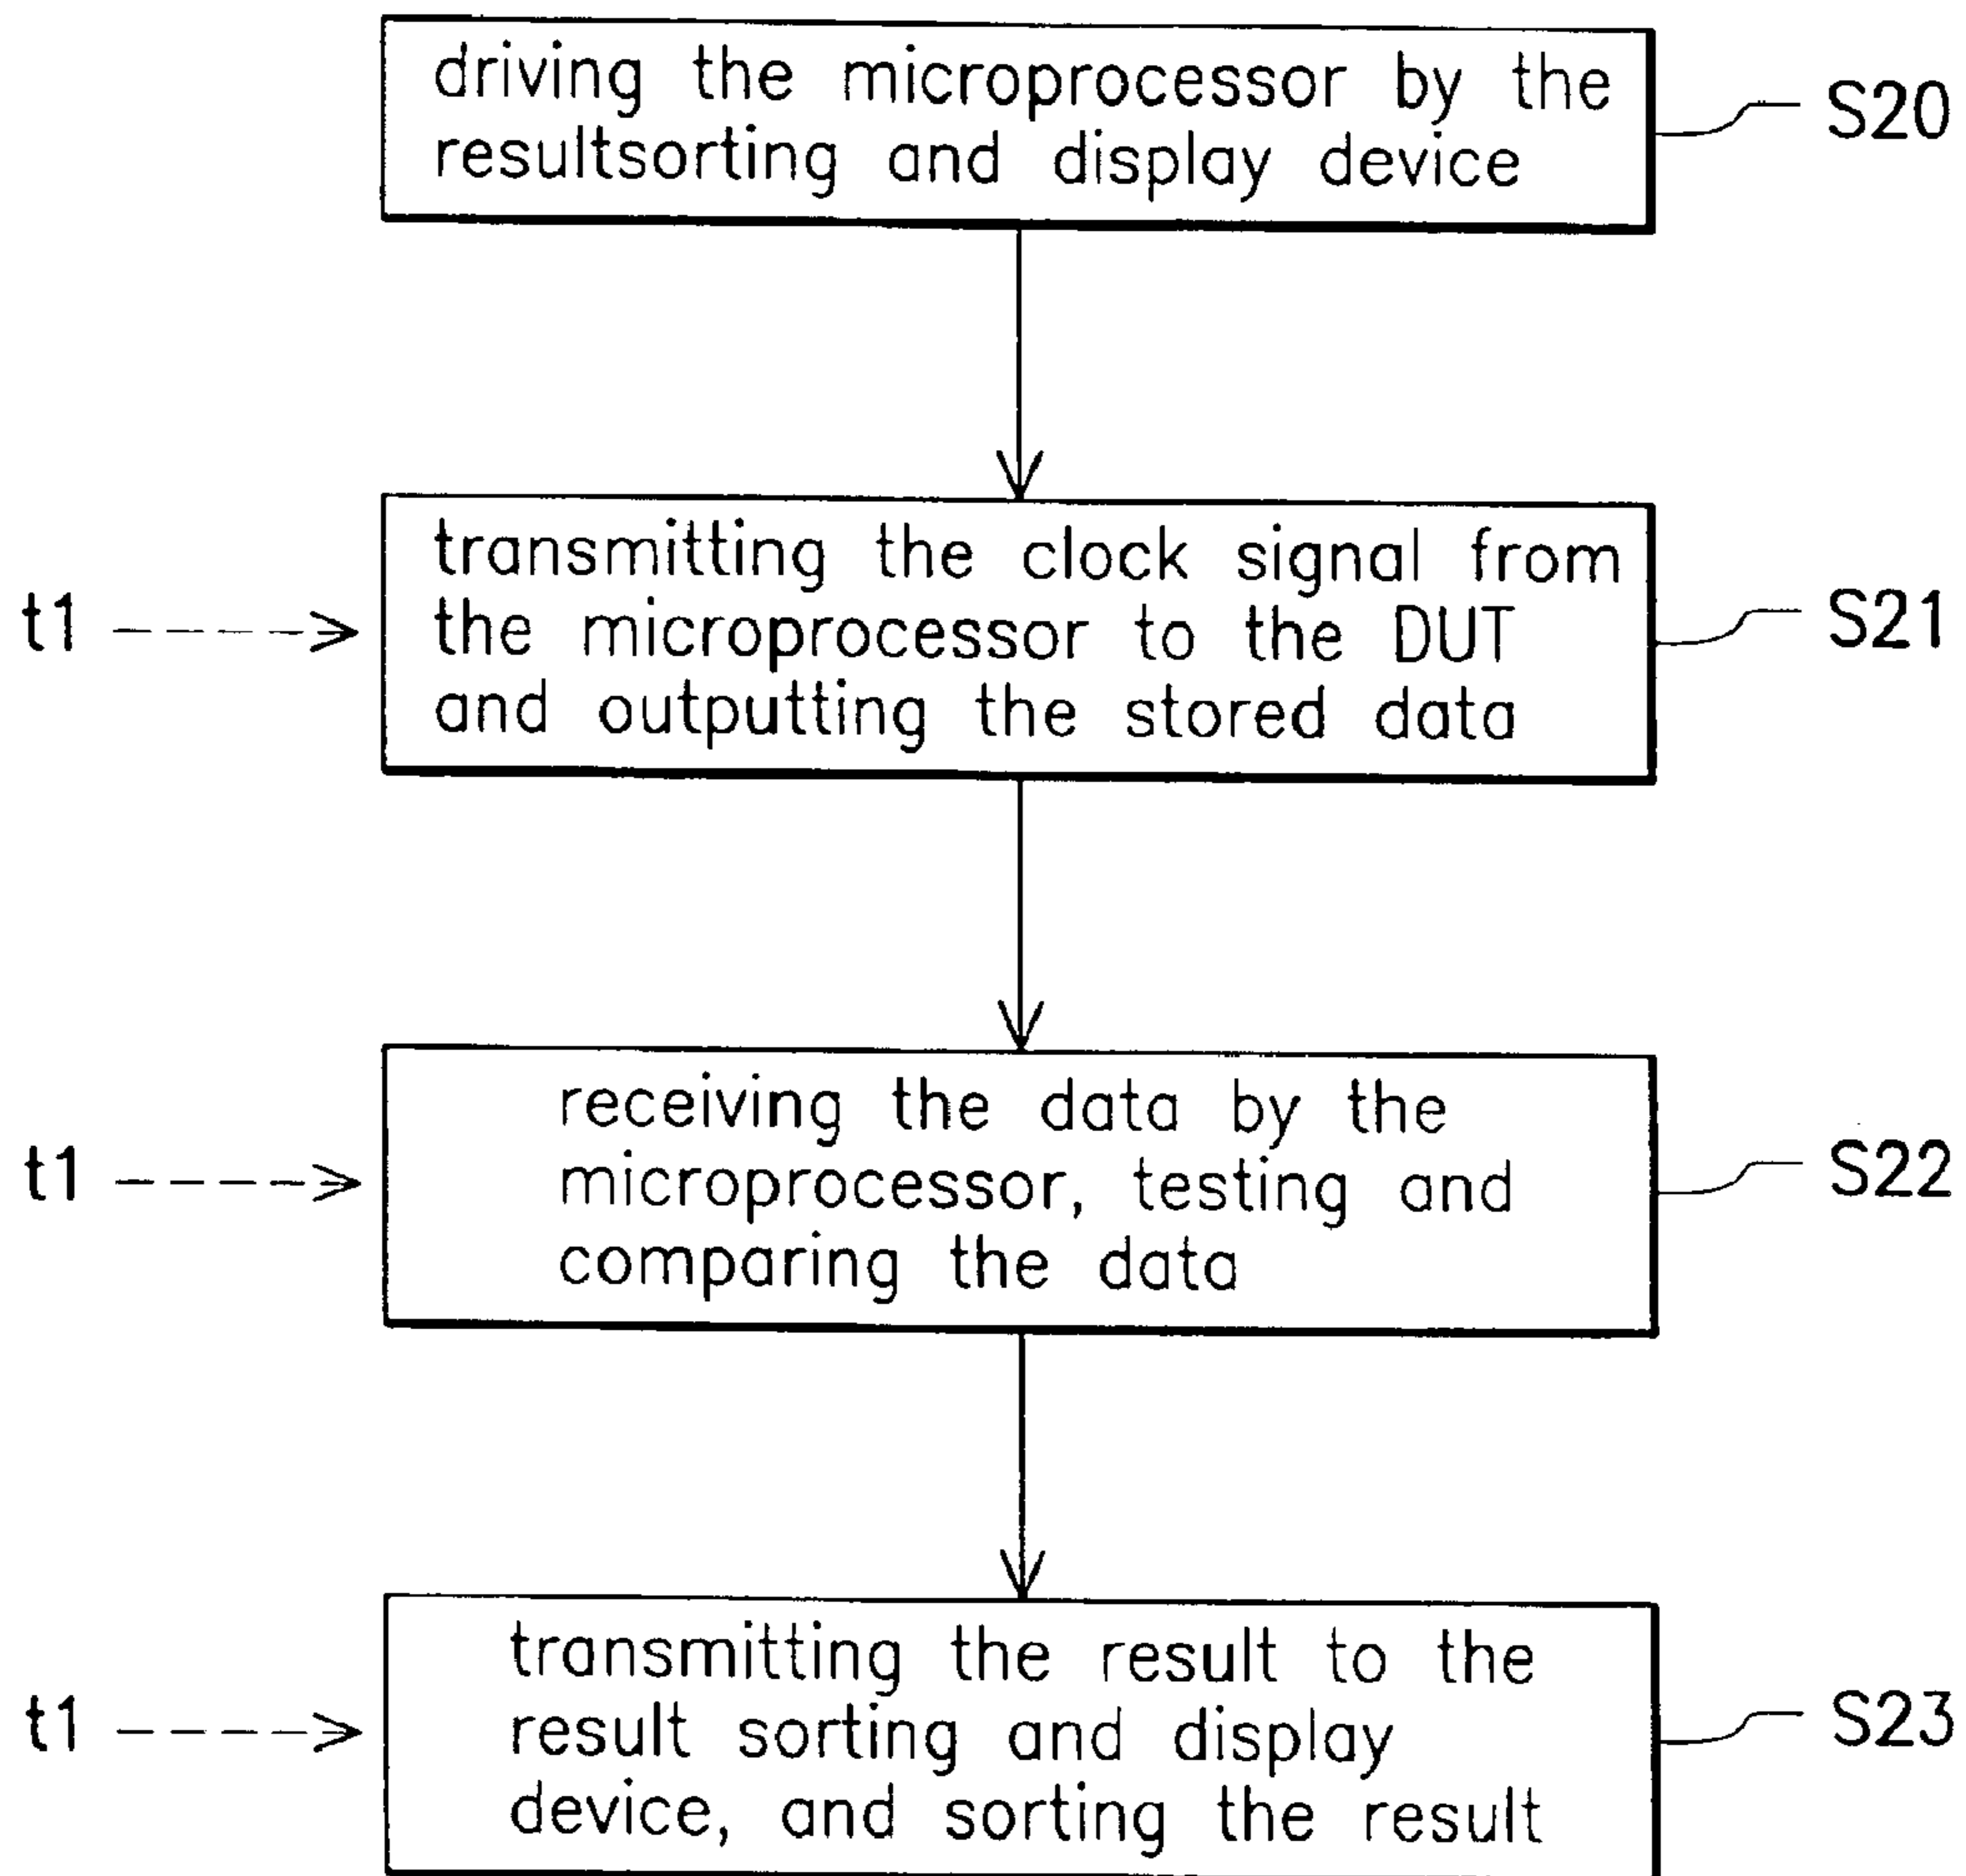 driving the microprocessor by the
resultsorting and display device
S20
transmitting the clock signal from
the microprocessor to the DUT
and outputting the stored data
t1
S21
receiving the data by the
microprocessor, testing and
comparing the data
t1
S22
transmitting the result to the
result sorting and display
device, and sorting the result
t1
S23